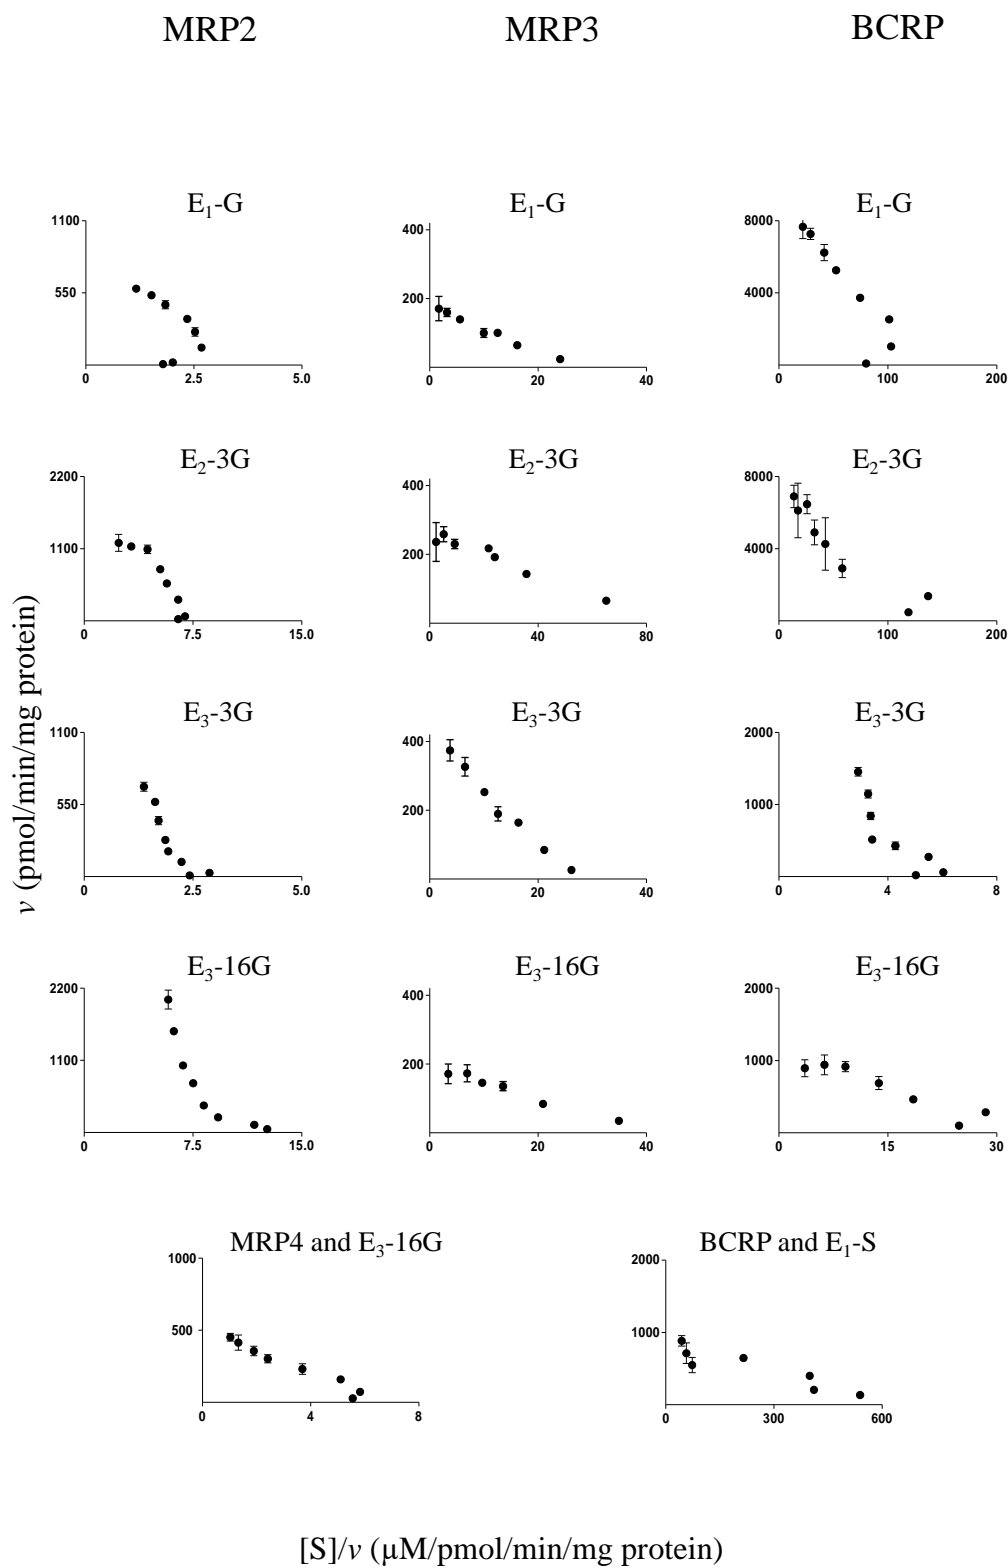 MRP2 MRP3 BCRP
E₁-G E₁-G E₁-G
1100 400 8000
550 200 4000
0 2.5 5.0 0 20 40 0 100 200
E₂-3G E₂-3G E₂-3G
2200 400 8000
1100 200 4000
0 7.5 15.0 0 40 80 0 100 200
v (pmol/min/mg protein)
E₃-3G E₃-3G E₃-3G
1100 400 2000
550 200 1000
0 2.5 5.0 0 20 40 0 4 8
E₃-16G E₃-16G E₃-16G
2200 400 2000
1100 200 1000
0 7.5 15.0 0 20 40 0 15 30
MRP4 and E₃-16G BCRP and E₁-S
1000 2000
500 1000
0 4 8 0 300 600
[S]/v (μM/pmol/min/mg protein)